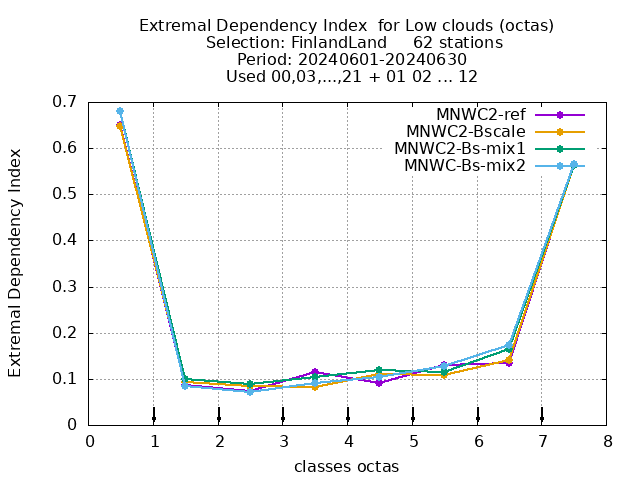 Extremal Dependency Index  for Low clouds (octas)
Selection: FinlandLand     62 stations
Period: 20240601-20240630
Used 00,03,...,21 + 01 02 ... 12
MNWC2-ref
MNWC2-Bscale
MNWC2-Bs-mix1
MNWC-Bs-mix2
Extremal Dependency Index
0.7
0.6
0.5
0.4
0.3
0.2
0.1
0
0 1 2 3 4 5 6 7 8
classes octas